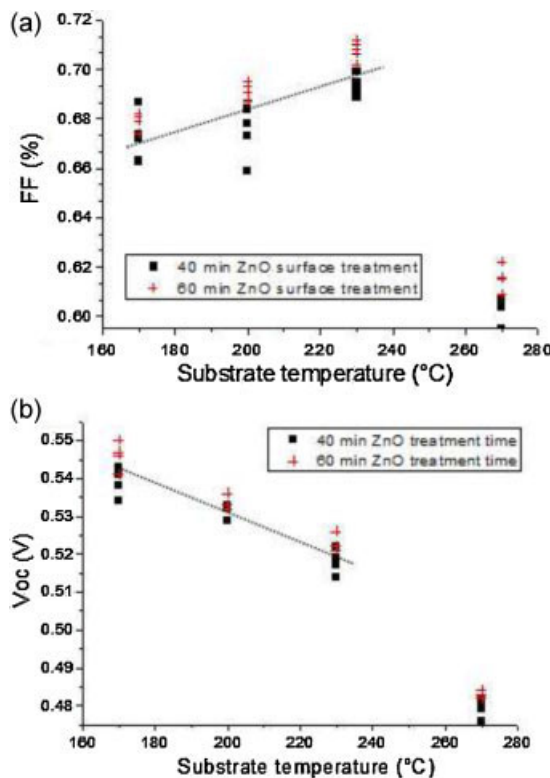 (a)
0.72
0.70
0.68
0.66
0.64
0.62
0.60
FF (%)
40 min ZnO surface treatment
60 min ZnO surface treatment
160 180 200 220 240 260 280
Substrate temperature (°C)
(b)
0.55
0.54
0.53
0.52
0.51
0.50
0.49
0.48
Voc (V)
40 min ZnO treatment time
60 min ZnO treatment time
160 180 200 220 240 260 280
Substrate temperature (°C)